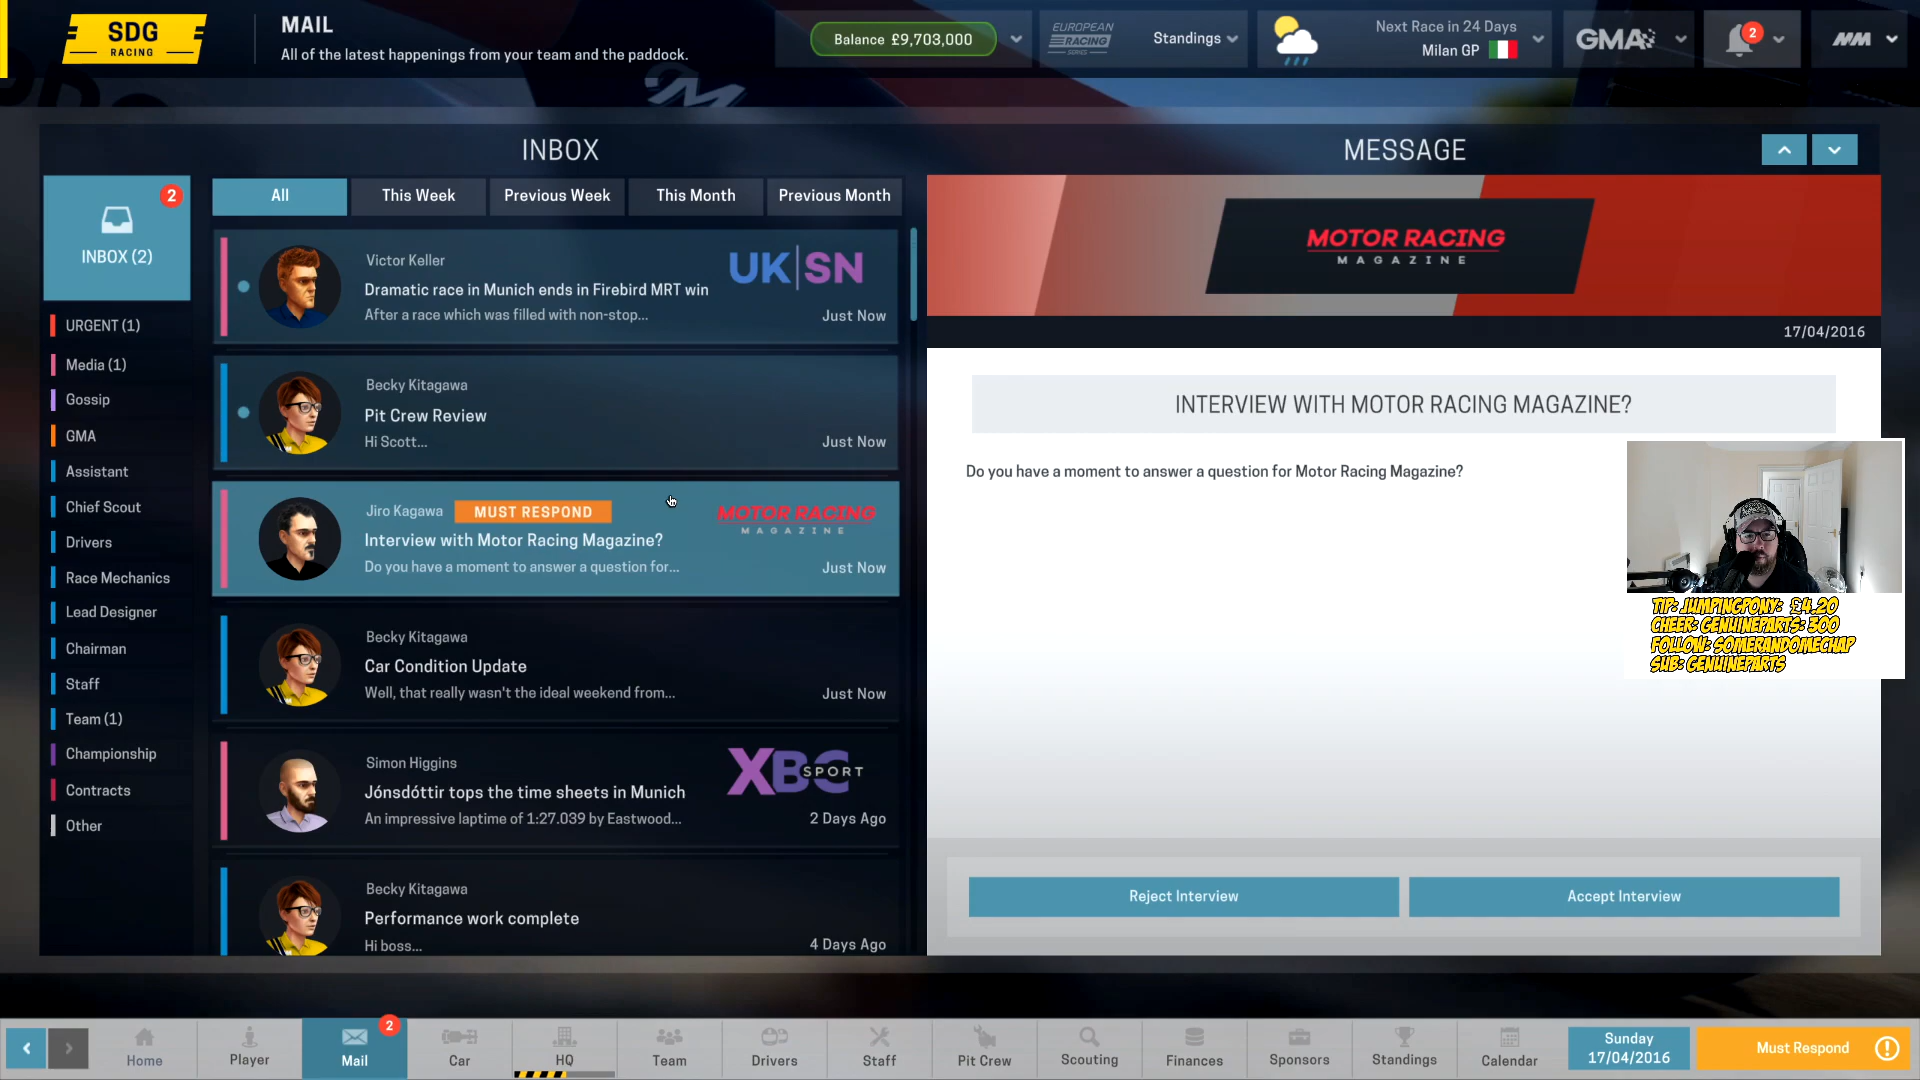 SDG
RACING
MAIL
All of the latest happenings from your team and the paddock.
Balance £9,703,000
EUROPEAN
RACING
SERIES
Standings
Next Race in 24 Days
Milan GP
GMA
2
INBOX
MESSAGE
2
INBOX (2)
All
This Week
Previous Week
This Month
Previous Month
URGENT (1)
Media (1)
Gossip
GMA
Assistant
Chief Scout
Drivers
Race Mechanics
Lead Designer
Chairman
Staff
Team (1)
Championship
Contracts
Other
Victor Keller
Dramatic race in Munich ends in Firebird MRT win
After a race which was filled with non-stop...
UK|SN
Just Now
Becky Kitagawa
Pit Crew Review
Hi Scott...
Just Now
Jiro Kagawa
MUST RESPOND
Interview with Motor Racing Magazine?
Do you have a moment to answer a question for...
MOTOR RACING
MAGAZINE
Just Now
Becky Kitagawa
Car Condition Update
Well, that really wasn't the ideal weekend from...
Just Now
Simon Higgins
Jónsdóttir tops the time sheets in Munich
An impressive laptime of 1:27.039 by Eastwood...
XBC SPORT
2 Days Ago
Becky Kitagawa
Performance work complete
Hi boss...
4 Days Ago
MOTOR RACING
MAGAZINE
17/04/2016
INTERVIEW WITH MOTOR RACING MAGAZINE?
Do you have a moment to answer a question for Motor Racing Magazine?
TIP: JUMPINGPONY: £4.20
CHEER: GENUINEPARTS: 300
FOLLOW: SOMERANDOMECHAP
SUB: GENUINEPARTS
Reject Interview
Accept Interview
Home
Player
2
Mail
Car
HQ
Team
Drivers
Staff
Pit Crew
Scouting
Finances
Sponsors
Standings
Calendar
Sunday
17/04/2016
Must Respond